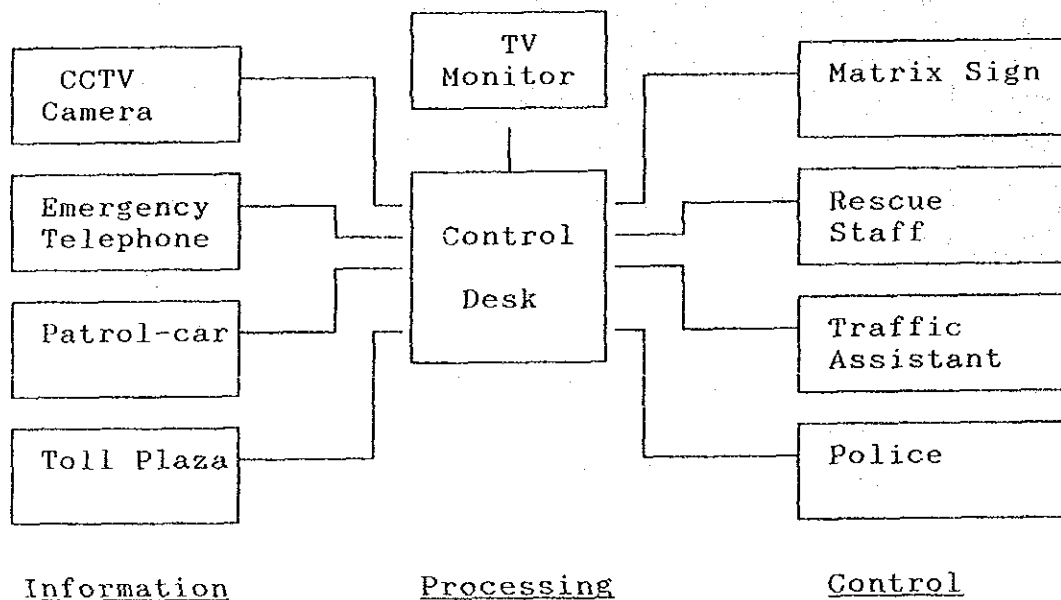 CCTV
Camera
Emergency
Telephone
Patrol-car
Toll Plaza
Information
TV
Monitor
Control
Desk
Processing
Matrix Sign
Rescue
Staff
Traffic
Assistant
Police
Control